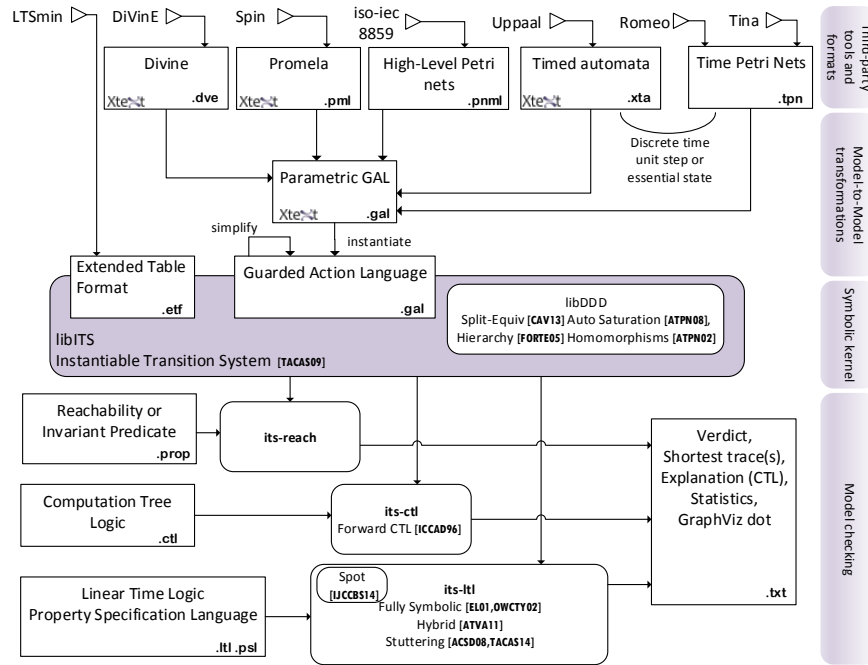 LTSmin
DiVinE
Spin
iso-iec
8859
Uppaal
Romeo
Tina
Divine
Xtext
.dve
Promela
Xtext
.pml
High-Level Petri
nets
.pnml
Timed automata
Xtext
.xta
Time Petri Nets
.tpn
Discrete time
unit step or
essential state
Parametric GAL
Xtext
.gal
simplify
instantiate
Extended Table
Format
.etf
Guarded Action Language
.gal
libDDD
Split-Equiv [CAV13] Auto Saturation [ATPN08],
Hierarchy [FORTE05] Homomorphisms [ATPN02]
libITS
Instantiable Transition System [TACAS09]
Reachability or
Invariant Predicate
.prop
its-reach
Computation Tree
Logic
.ctl
its-ctl
Forward CTL [ICCAD96]
Linear Time Logic
Property Specification Language
.ltl .psl
Spot
[IJCCBS14]
its-ltl
Fully Symbolic [EL01,OWCTY02]
Hybrid [ATVA11]
Stuttering [ACSD08,TACAS14]
Verdict,
Shortest trace(s),
Explanation (CTL),
Statistics,
GraphViz dot
.txt
Third-party
tools and
formats
Model-to-Model
transformations
Symbolic kernel
Model checking